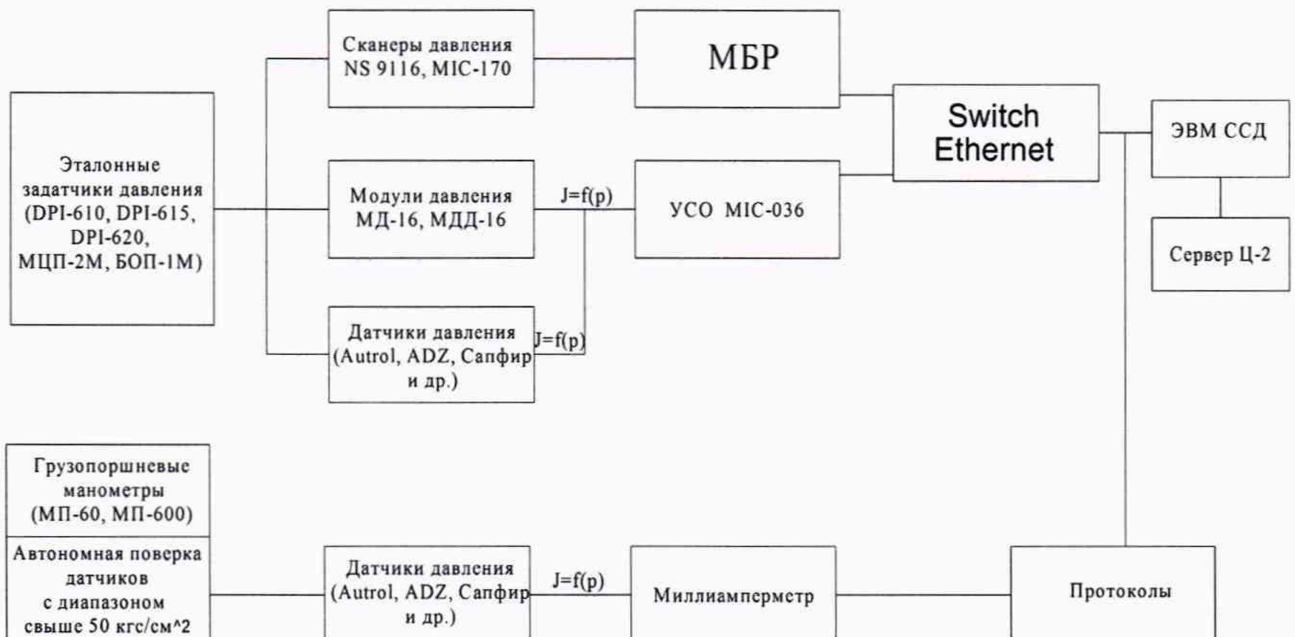 Эталонные
задатчики давления
(DPI-610, DPI-615,
DPI-620,
МЦП-2М, БОП-1М)
Сканеры давления
NS 9116, MIC-170
МБР
Модули давления
МД-16, МДД-16
J=f(p)
УСО MIC-036
Датчики давления
(Autrol, ADZ, Сапфир
и др.)
J=f(p)
Switch
Ethernet
ЭВМ ССД
Сервер Ц-2
Грузопоршневые
манометры
(МП-60, МП-600)
Автономная поверка
датчиков
с диапазоном
свыше 50 кгс/см^2
Датчики давления
(Autrol, ADZ, Сапфир
и др.)
J=f(p)
Миллиамперметр
Протоколы